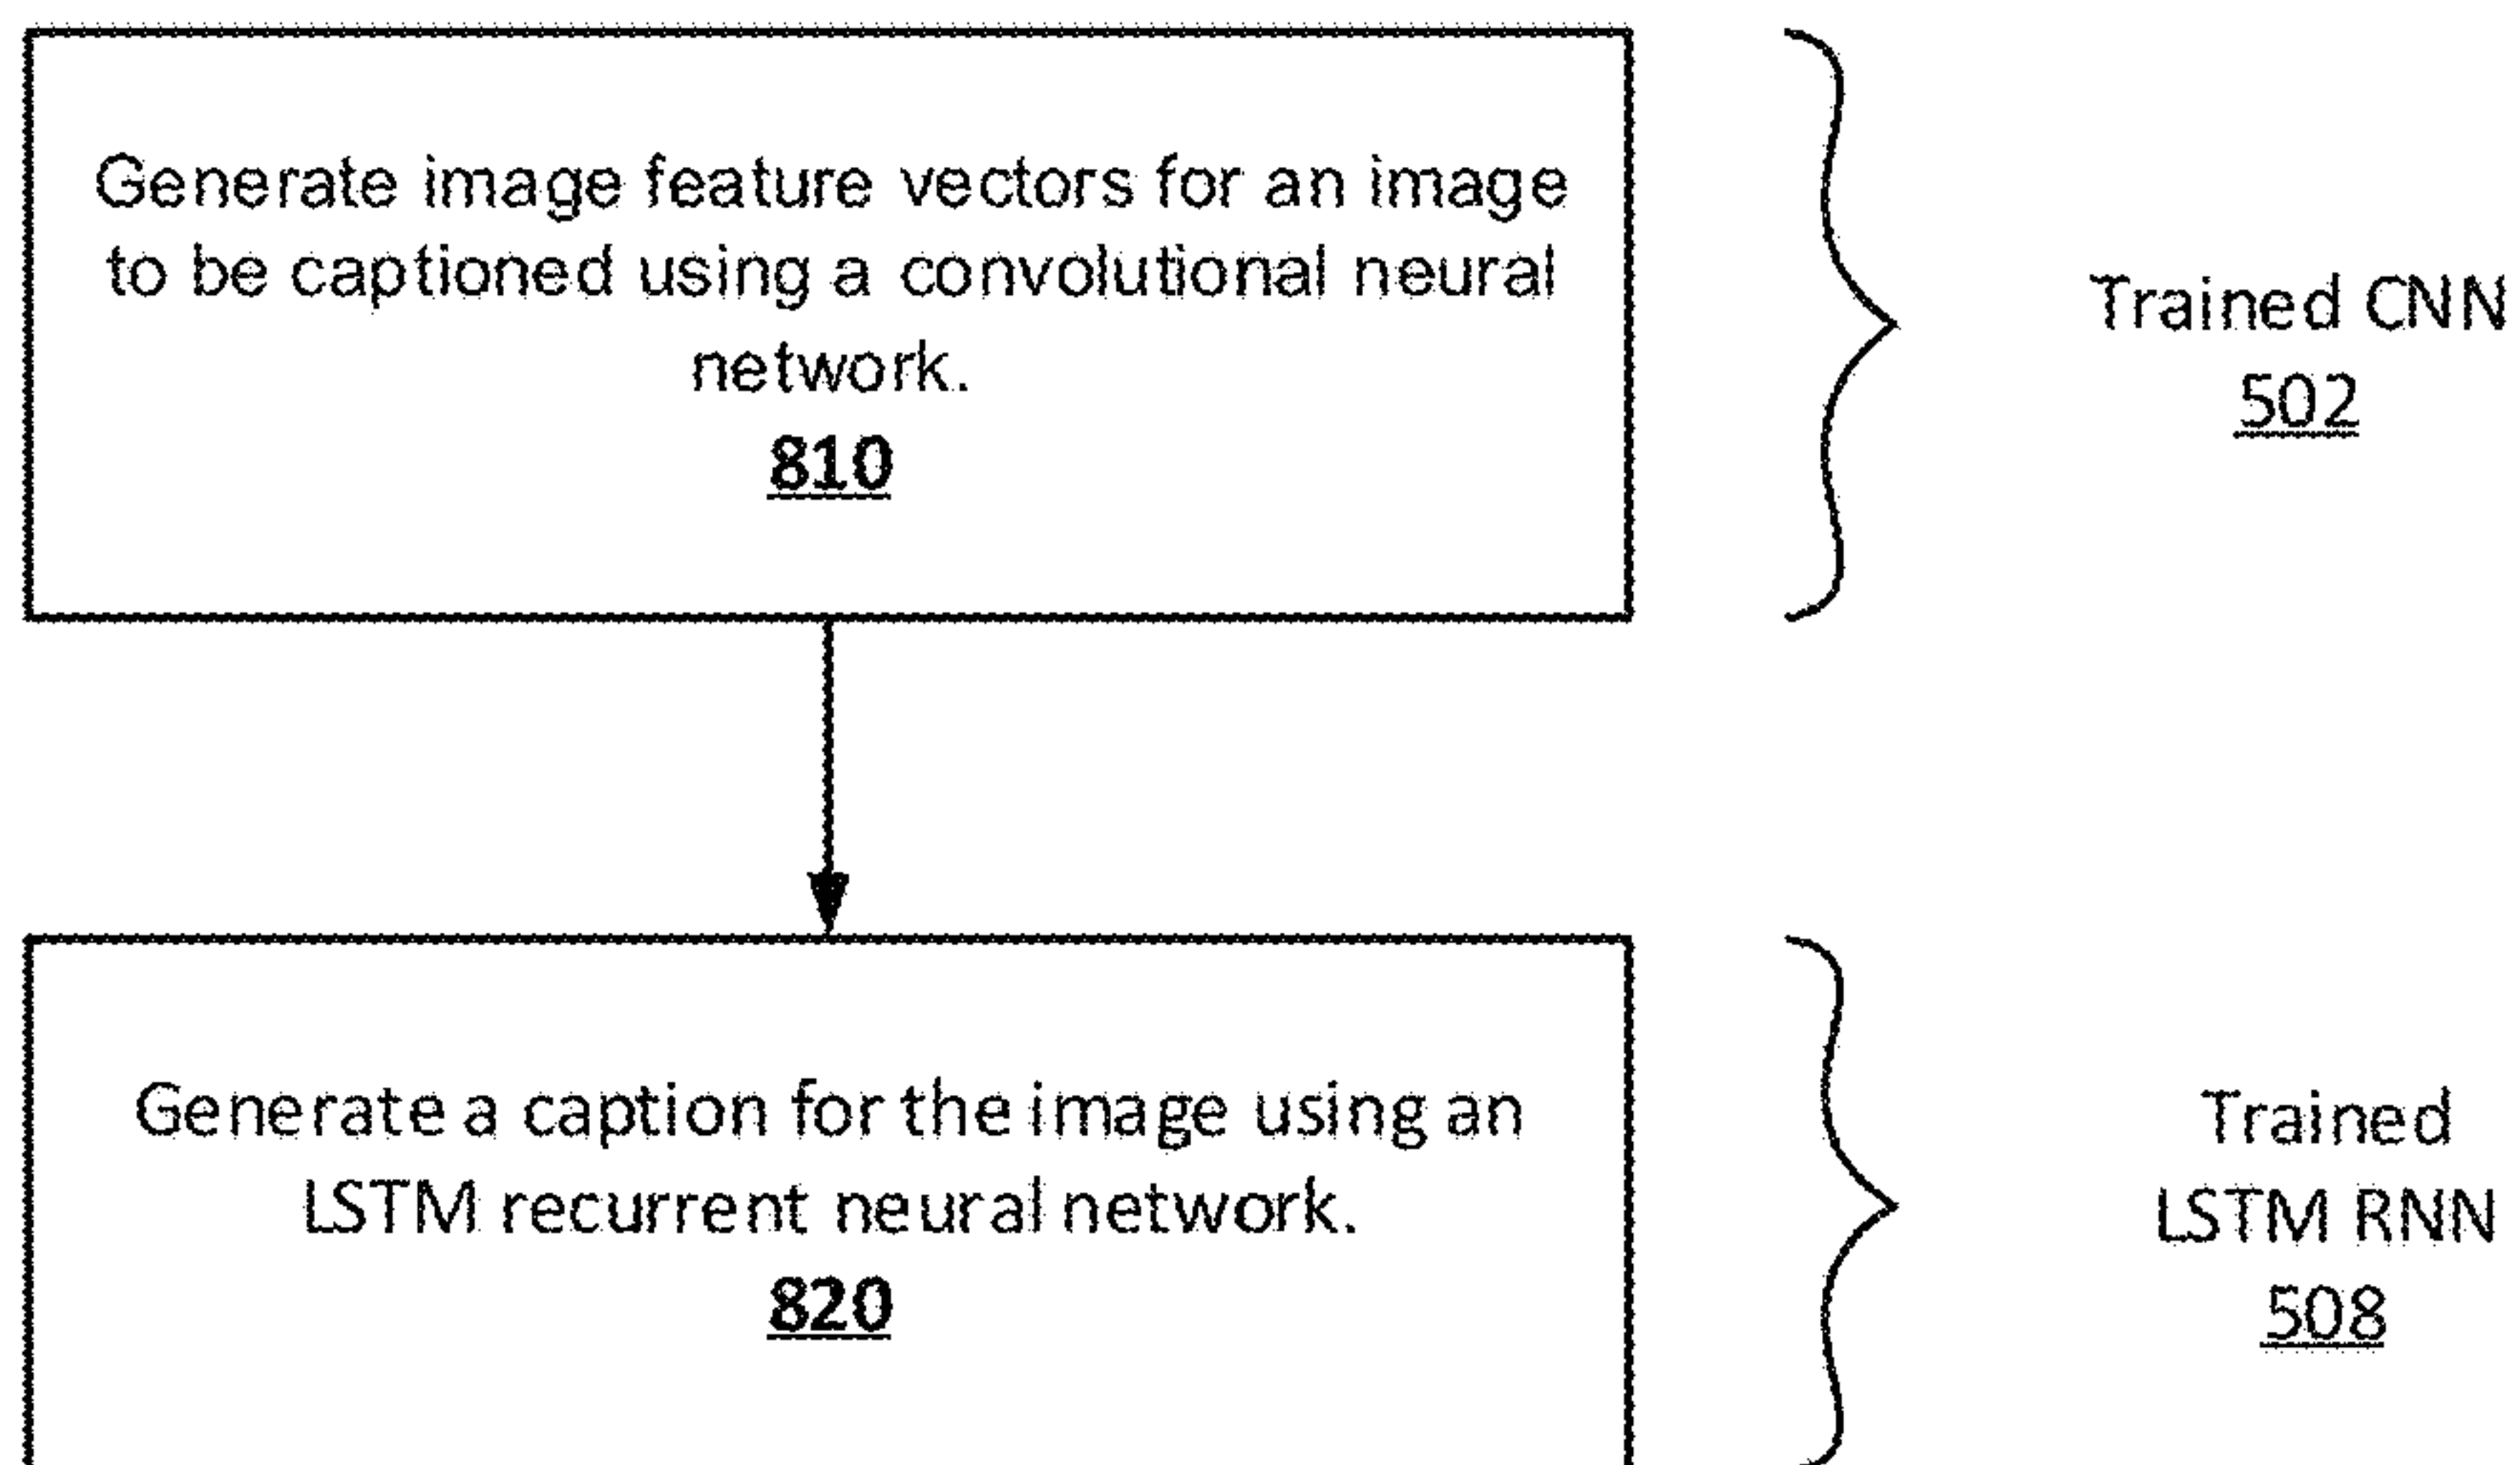 Generate image feature vectors for an image
to be captioned using a convolutional neural
network.
810
Trained CNN
502
Generate a caption for the image using an
LSTM recurrent neural network.
820
Trained
LSTM RNN
508